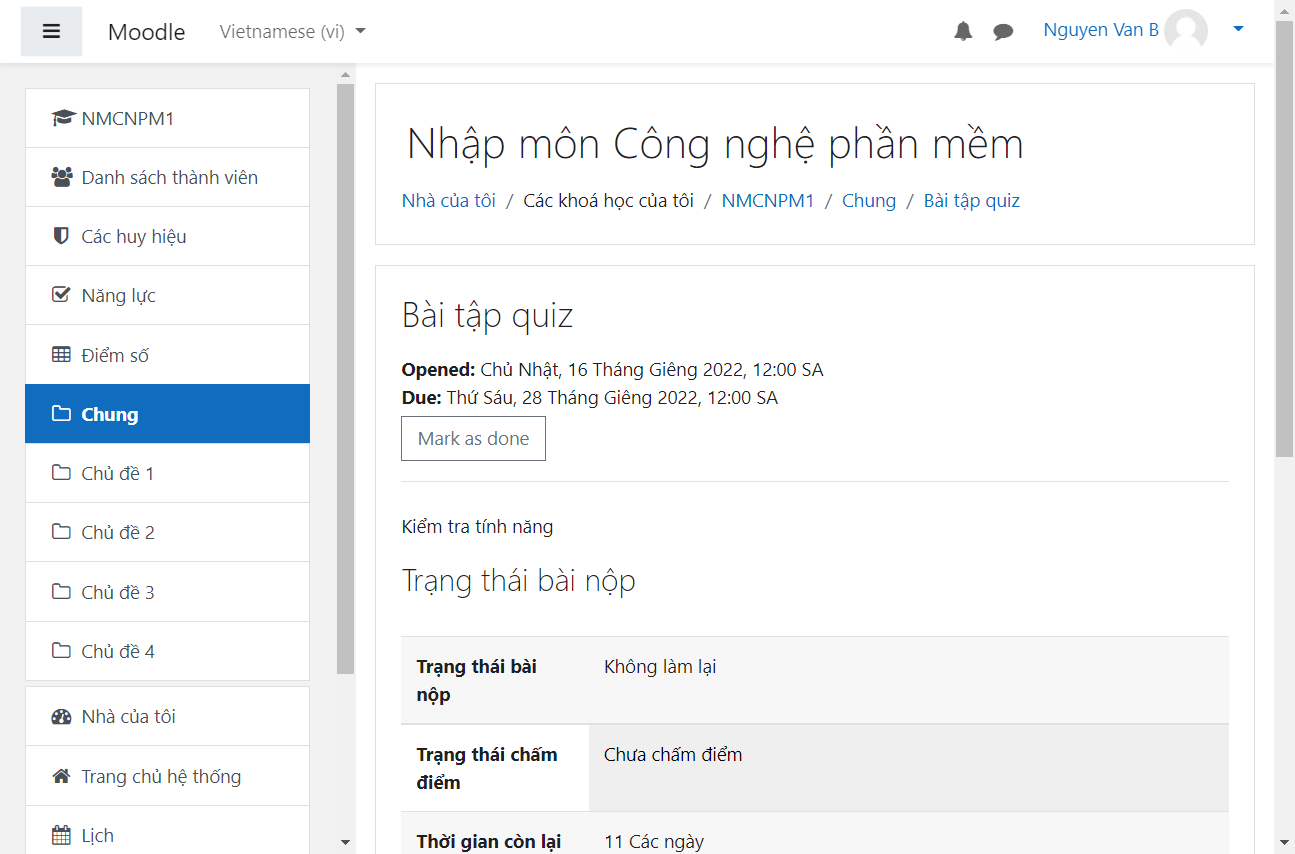 Moodle
Vietnamese (vi)
Nguyen Van B
NMCNPM1
Danh sách thành viên
Các huy hiệu
Năng lực
Điểm số
Chung
Chủ đề 1
Chủ đề 2
Chủ đề 3
Chủ đề 4
Nhà của tôi
Trang chủ hệ thống
Lịch
Nhập môn Công nghệ phần mềm
Nhà của tôi / Các khoá học của tôi / NMCNPM1 / Chung / Bài tập quiz
Bài tập quiz
Opened: Chủ Nhật, 16 Tháng Giêng 2022, 12:00 SA
Due: Thứ Sáu, 28 Tháng Giêng 2022, 12:00 SA
Mark as done
Kiểm tra tính năng
Trạng thái bài nộp
Trạng thái bài Không làm lại
nộp
Trạng thái chấm Chưa chấm điểm
điểm
Thời gian còn lại 11 Các ngày